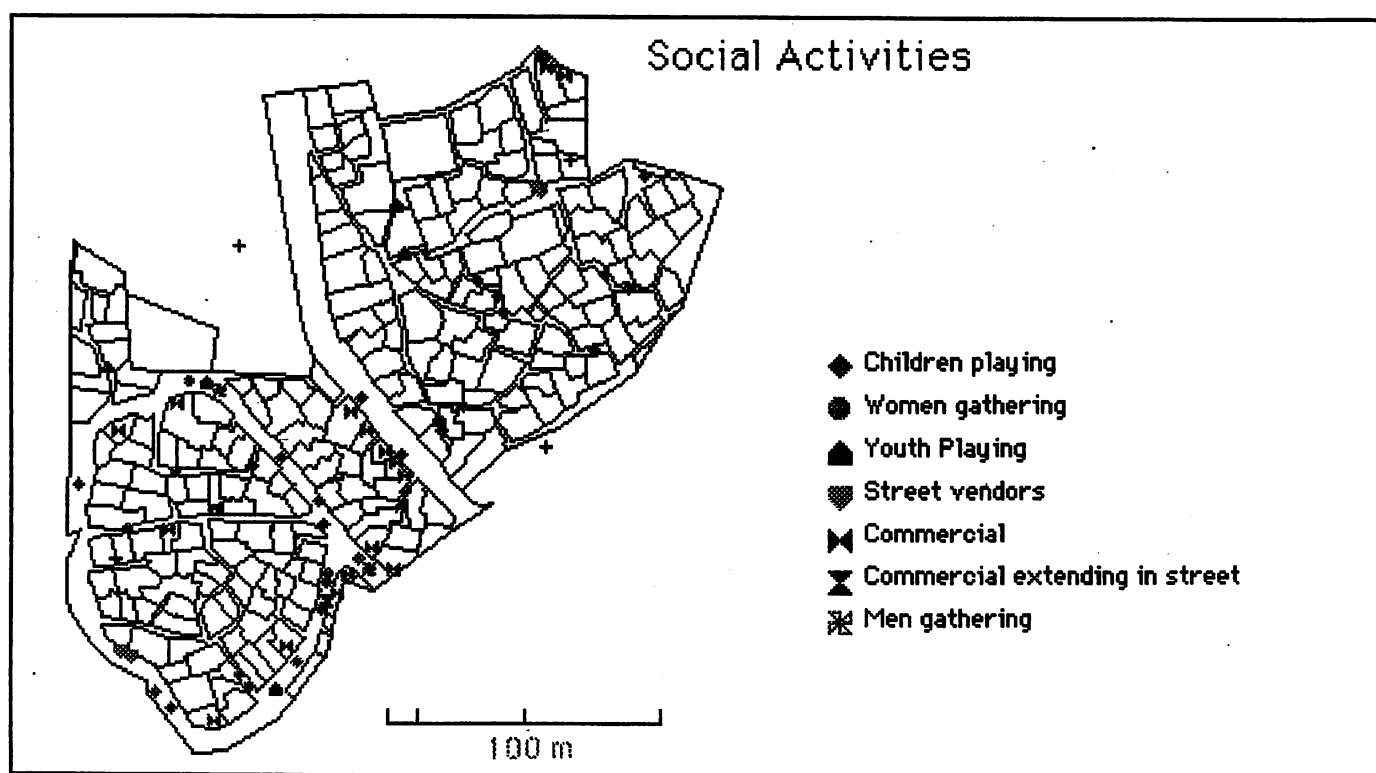 Social Activities
Children playing
Women gathering
Youth Playing
Street vendors
Commercial
Commercial extending in street
Men gathering
100 m